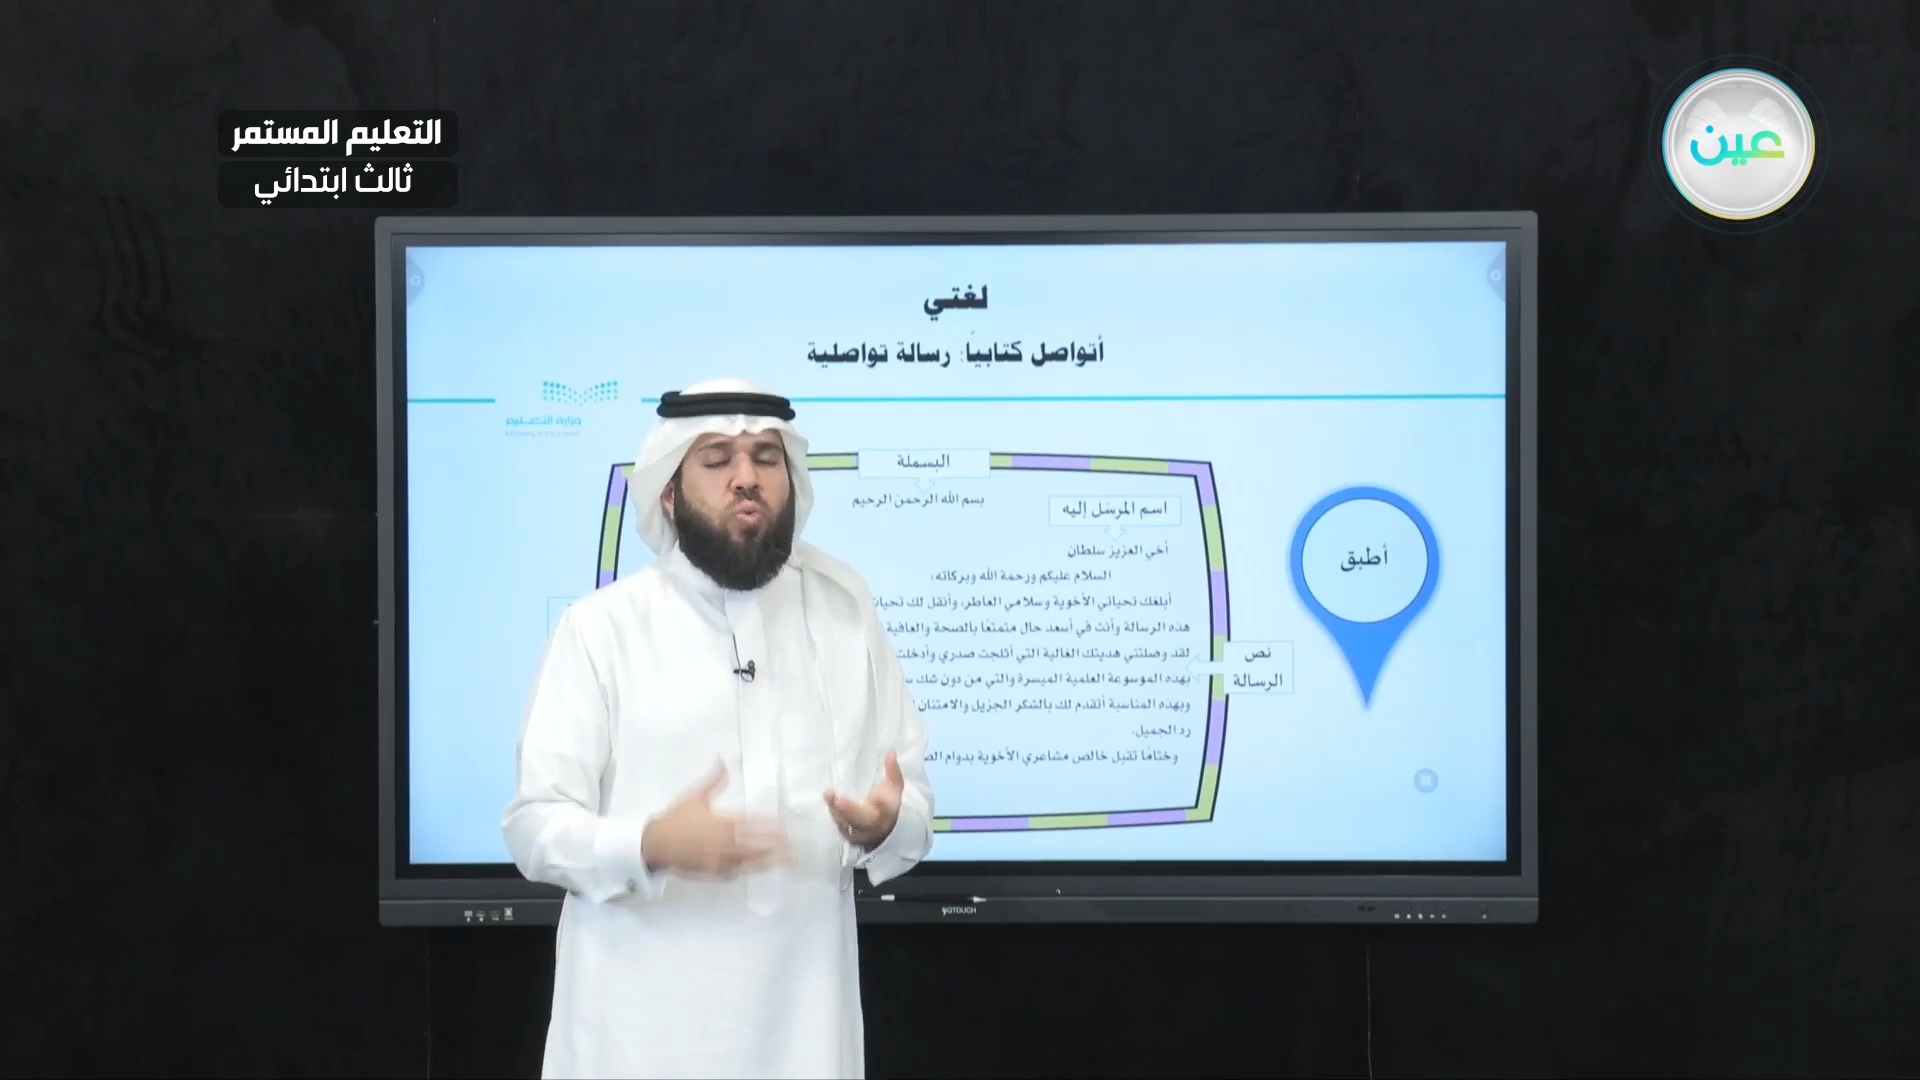 التعليم المستمر
ثالث ابتدائي
عين
لغتي
أتواصل كتابياً: رسالة تواصلية
وزارة التعليم
البسملة
بسم الله الرحمن الرحيم
اسم المرسل إليه
أخي العزيز سلطان
السلام عليكم ورحمة الله وبركاته:
أبلغك تحياتي الأخوية وسلامي العاطر، وأنقل لك
هذه الرسالة وأنت في أسعد حال متمتعًا بالصحة والعافية
لقد وصلتني هديتك الغالية التي أثلجت صدري وأدخلت
بهذه الموسوعة العلمية الميسرة والتي من دون شك
وبهذه المناسبة أتقدم لك بالشكر الجزيل والامتنان
رد الجميل.
وختامًا تقبل خالص مشاعري الأخوية بدوام
نص
الرسالة
أطبق